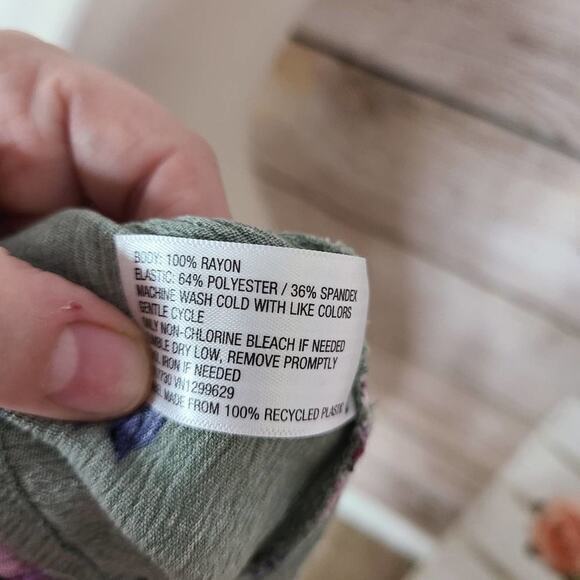 BODY: 100% RAYON
ELASTIC: 64% POLYESTER / 36% SPANDEX
MACHINE WASH COLD WITH LIKE COLORS
GENTLE CYCLE
NON-CHLORINE BLEACH IF NEEDED
DRY LOW, REMOVE PROMPTLY
IRON IF NEEDED
VN1299629
MADE FROM 100% RECYCLED PLASTIC